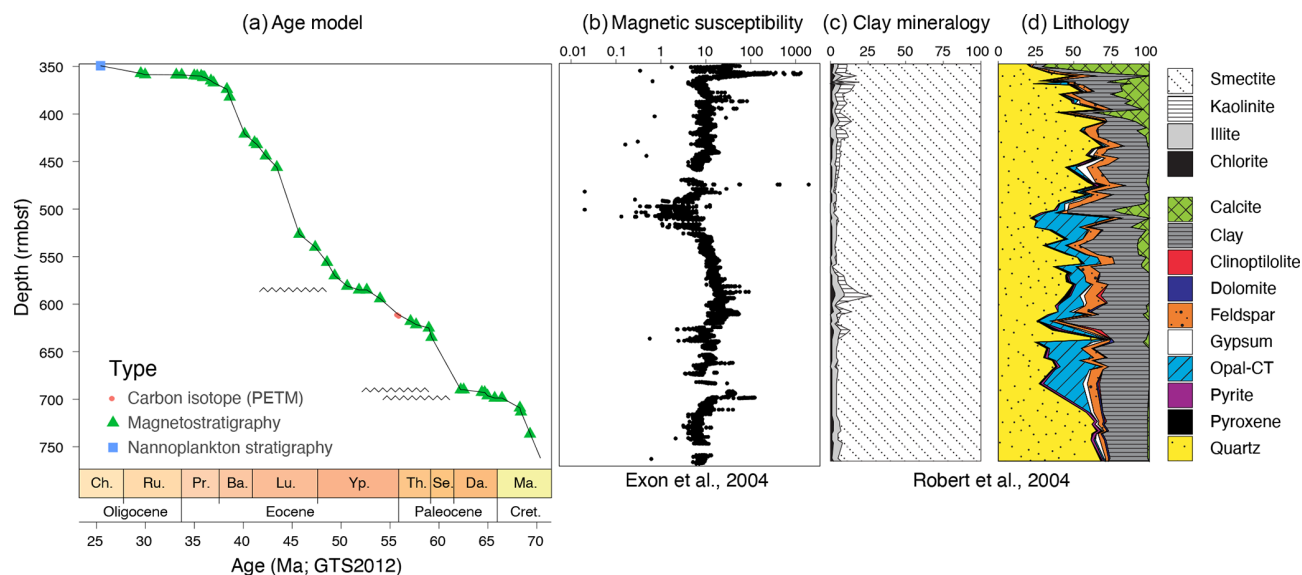 (a) Age model
(b) Magnetic susceptibility
(c) Clay mineralogy
(d) Lithology
0.01 0.1 1 10 100 1000
0 25 50 75 100
0 25 50 75 100
Depth (rmbsf)
350
400
450
500
550
600
650
700
750
Type
Carbon isotope (PETM)
Magnetostratigraphy
Nannoplankton stratigraphy
Ch. Ru. Pr. Ba. Lu. Yp. Th. Se. Da. Ma.
Oligocene Eocene Paleocene Cret.
25 30 35 40 45 50 55 60 65 70
Age (Ma; GTS2012)
Exon et al., 2004
Robert et al., 2004
Smectite
Kaolinite
Illite
Chlorite
Calcite
Clay
Clinoptilolite
Dolomite
Feldspar
Gypsum
Opal-CT
Pyrite
Pyroxene
Quartz